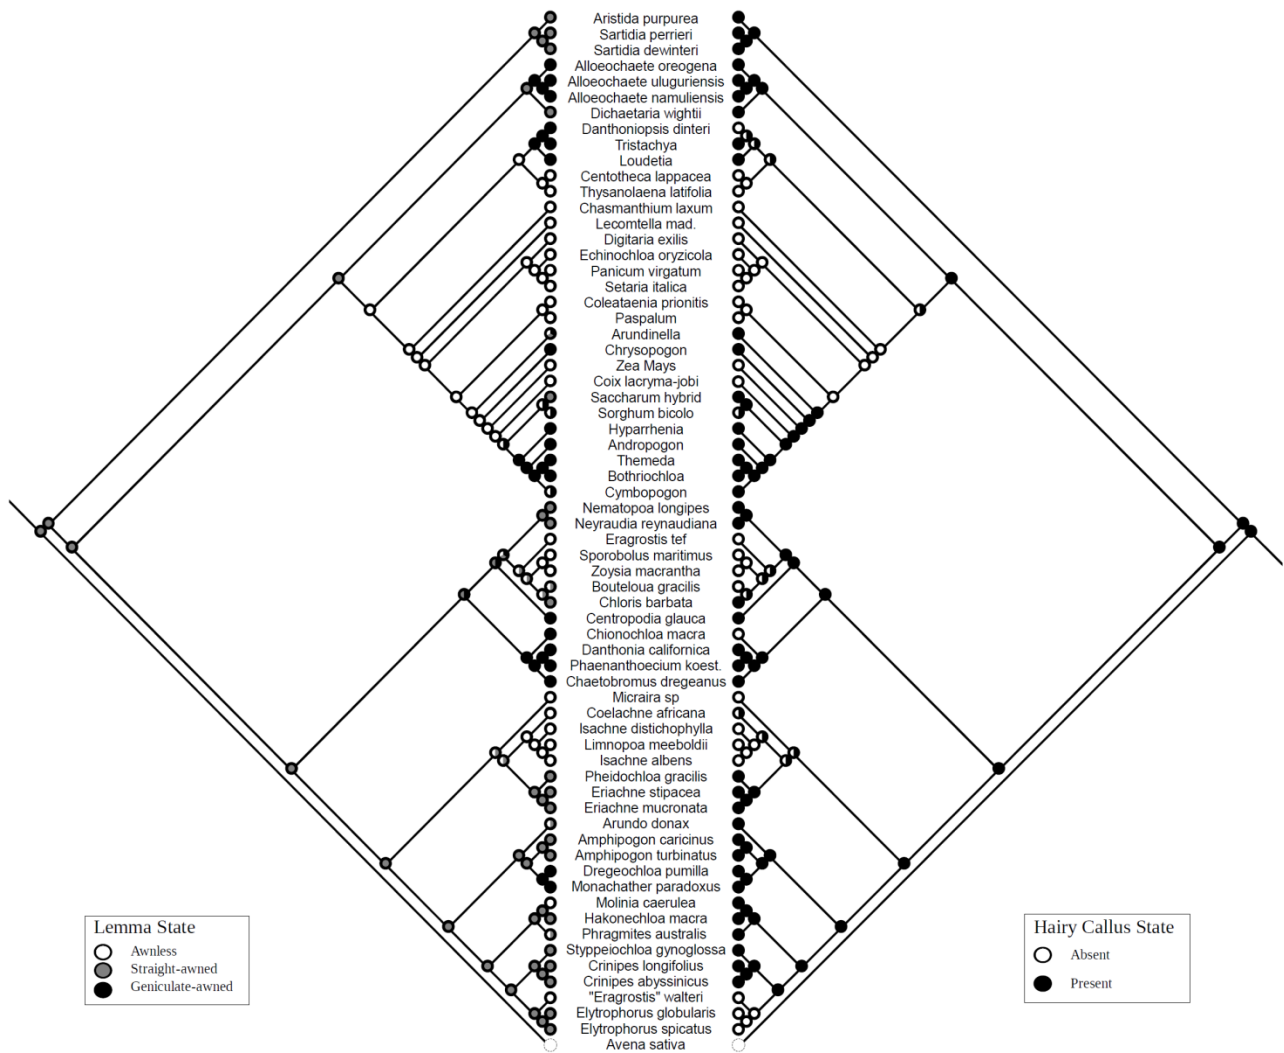 Aristida purpurea
Sartidia perrieri
Sartidia dewinteri
Alloeochaete oreogena
Alloeochaete uluguriensis
Alloeochaete namuliensis
Dichaetaria wightii
Danthoniopsis dinteri
Tristachya
Loudetia
Centotheca lappacea
Thysanolaena latifolia
Chasmanthium laxum
Lecomtella mad.
Digitaria exilis
Echinochloa oryzicola
Panicum virgatum
Setaria italica
Coleataenia prionitis
Paspalum
Arundinella
Chrysopogon
Zea Mays
Coix lacryma-jobi
Saccharum hybrid
Sorghum bicolo
Hyparrhenia
Andropogon
Themeda
Bothriochloa
Cymbopogon
Nematopoa longipes
Neyraudia reynaudiana
Eragrostis tef
Sporobolus maritimus
Zoysia macrantha
Bouteloua gracilis
Chloris barbata
Centropodia glauca
Chionochloa macra
Danthonia californica
Phaenanthoecium koest.
Chaetobromus dregeanus
Micraira sp
Coelachne africana
Isachne distichophylla
Limnopoa meeboldii
Isachne albens
Pheidochloa gracilis
Eriachne stipacea
Eriachne mucronata
Arundo donax
Amphipogon caricinus
Amphipogon turbinatus
Dregeochloa pumilla
Monachather paradoxus
Molinia caerulea
Hakonechloa macra
Phragmites australis
Styppeiochloa gynoglossa
Crinipes longifolius
Crinipes abyssinicus
"Eragrostis" walteri
Elytrophorus globularis
Elytrophorus spicatus
Avena sativa
Lemma State
Awnless
Straight-awned
Geniculate-awned
Hairy Callus State
Absent
Present